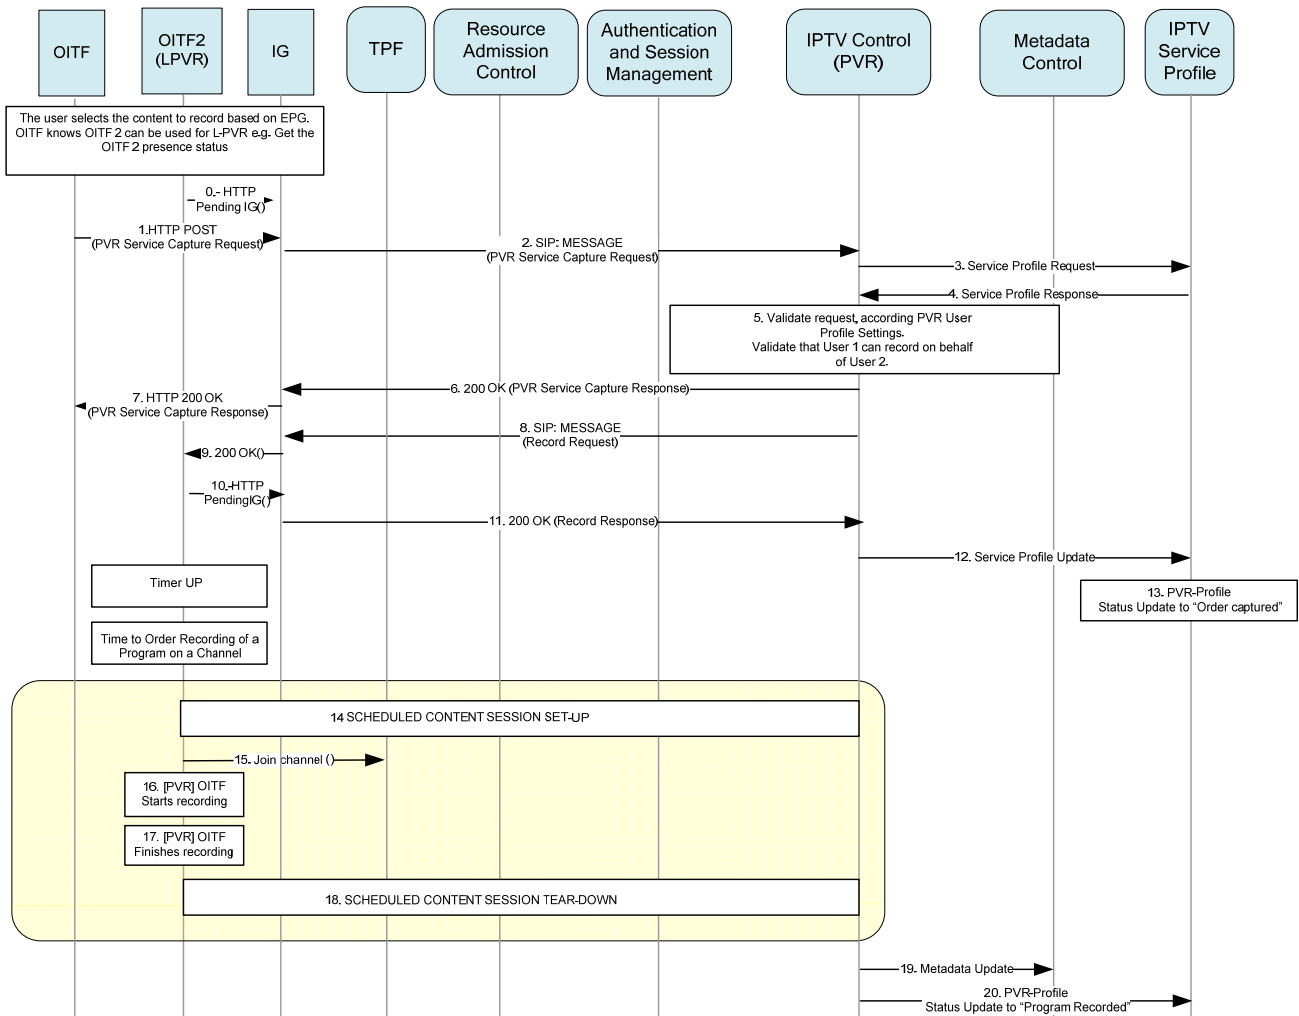 OITF
OITF2
(LPVR)
IG
TPF
Resource
Admission
Control
Authentication
and Session
Management
IPTV Control
(PVR)
Metadata
Control
IPTV
Service
Profile
The user selects the content to record based on EPG.
OITF knows OITF 2 can be used for L-PVR e.g. Get the
OITF 2 presence status
0.- HTTP
Pending IG()
1.HTTP POST
(PVR Service Capture Request)
2. SIP: MESSAGE
(PVR Service Capture Request)
3. Service Profile Request
4. Service Profile Response
5. Validate request, according PVR User
Profile Settings.
Validate that User 1 can record on behalf
of User 2.
6. 200 OK (PVR Service Capture Response)
7. HTTP 200 OK
(PVR Service Capture Response)
8. SIP: MESSAGE
(Record Request)
9. 200 OK()
10.-HTTP
PendingIG()
11. 200 OK (Record Response)
12. Service Profile Update
Timer UP
13. PVR-Profile
Status Update to “Order captured”
Time to Order Recording of a
Program on a Channel
14 SCHEDULED CONTENT SESSION SET-UP
15. Join channel ()
16. [PVR] OITF
Starts recording
17. [PVR] OITF
Finishes recording
18. SCHEDULED CONTENT SESSION TEAR-DOWN
19. Metadata Update
20. PVR-Profile
Status Update to “Program Recorded”